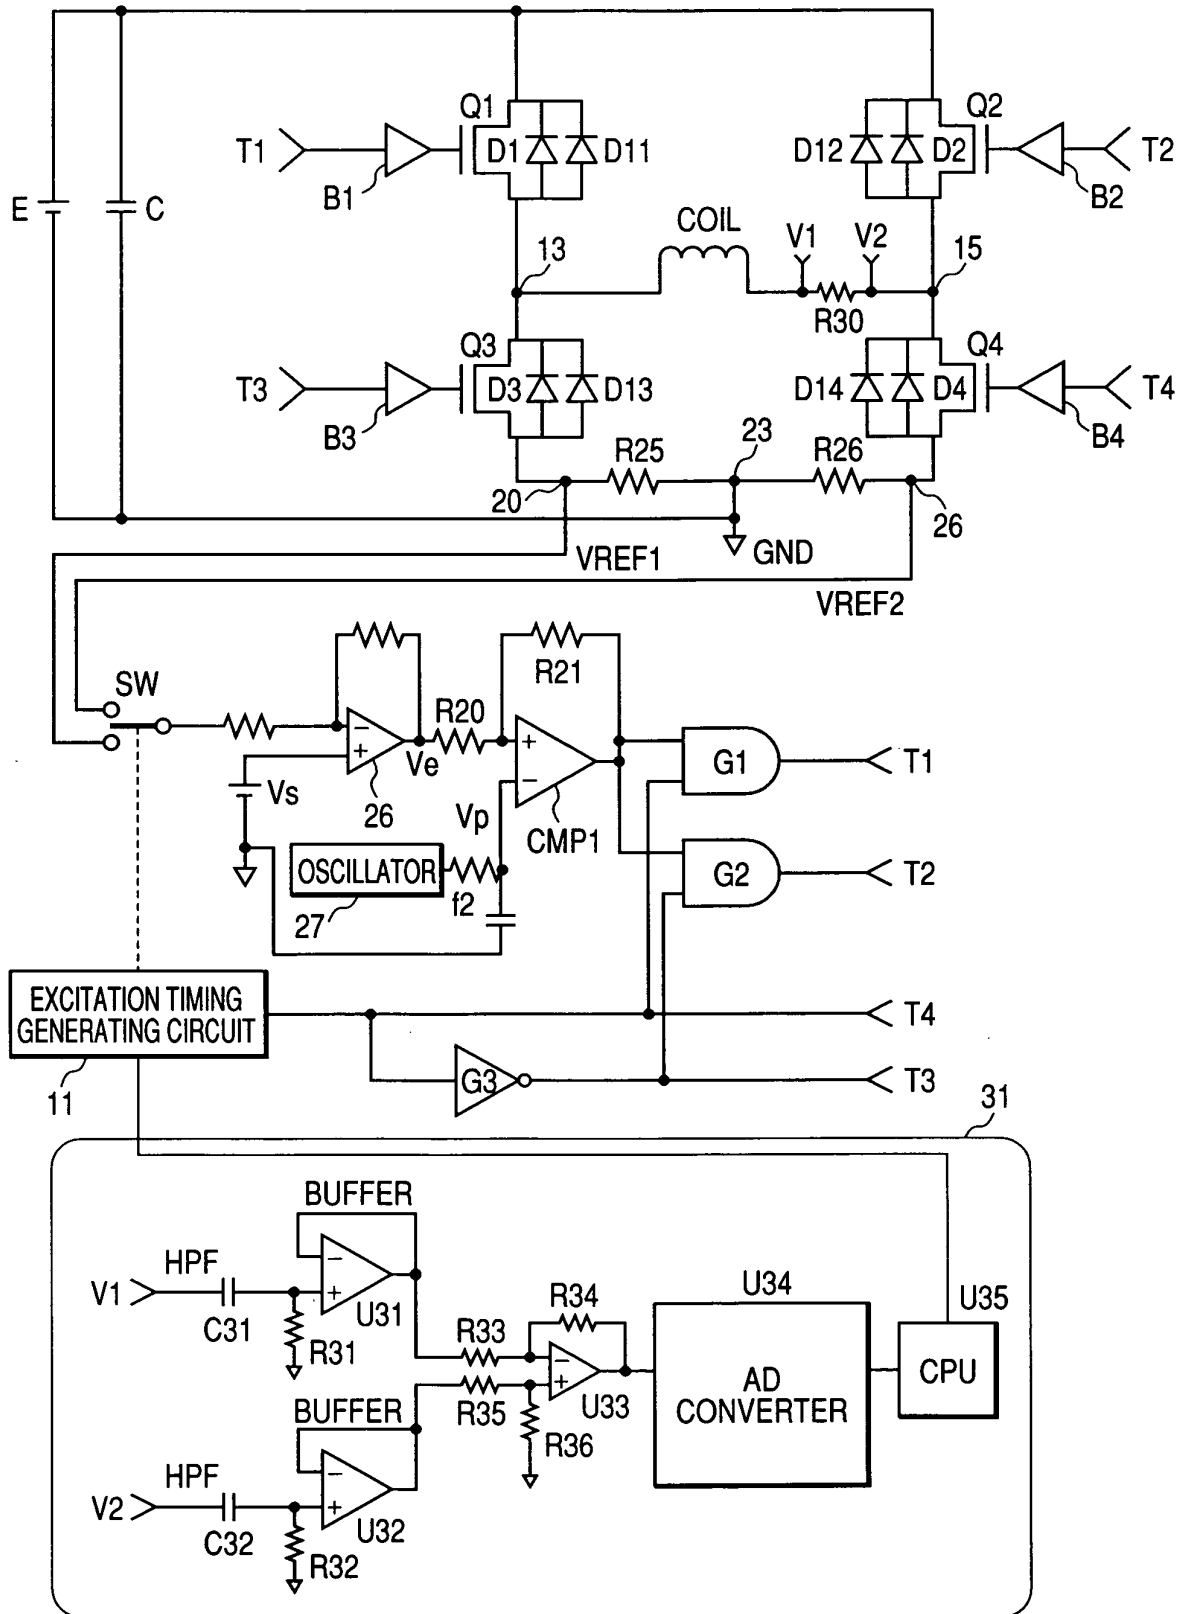 Q1
Q2
T1
D1
D11
D12
D2
T2
B1
B2
E
C
COIL
V1
V2
13
15
R30
Q3
Q4
T3
D3
D13
D14
D4
T4
B3
B4
R25
23
R26
20
26
VREF1
GND
VREF2
SW
R21
R20
−
+
Ve
+
−
G1
T1
Vs
26
Vp
CMP1
OSCILLATOR
f2
27
G2
T2
EXCITATION TIMING
GENERATING CIRCUIT
T4
11
G3
T3
31
BUFFER
HPF
−
+
V1
C31
R31
U31
R33
R34
−
+
U33
R35
R36
U34
AD
CONVERTER
U35
CPU
BUFFER
HPF
−
+
V2
C32
R32
U32